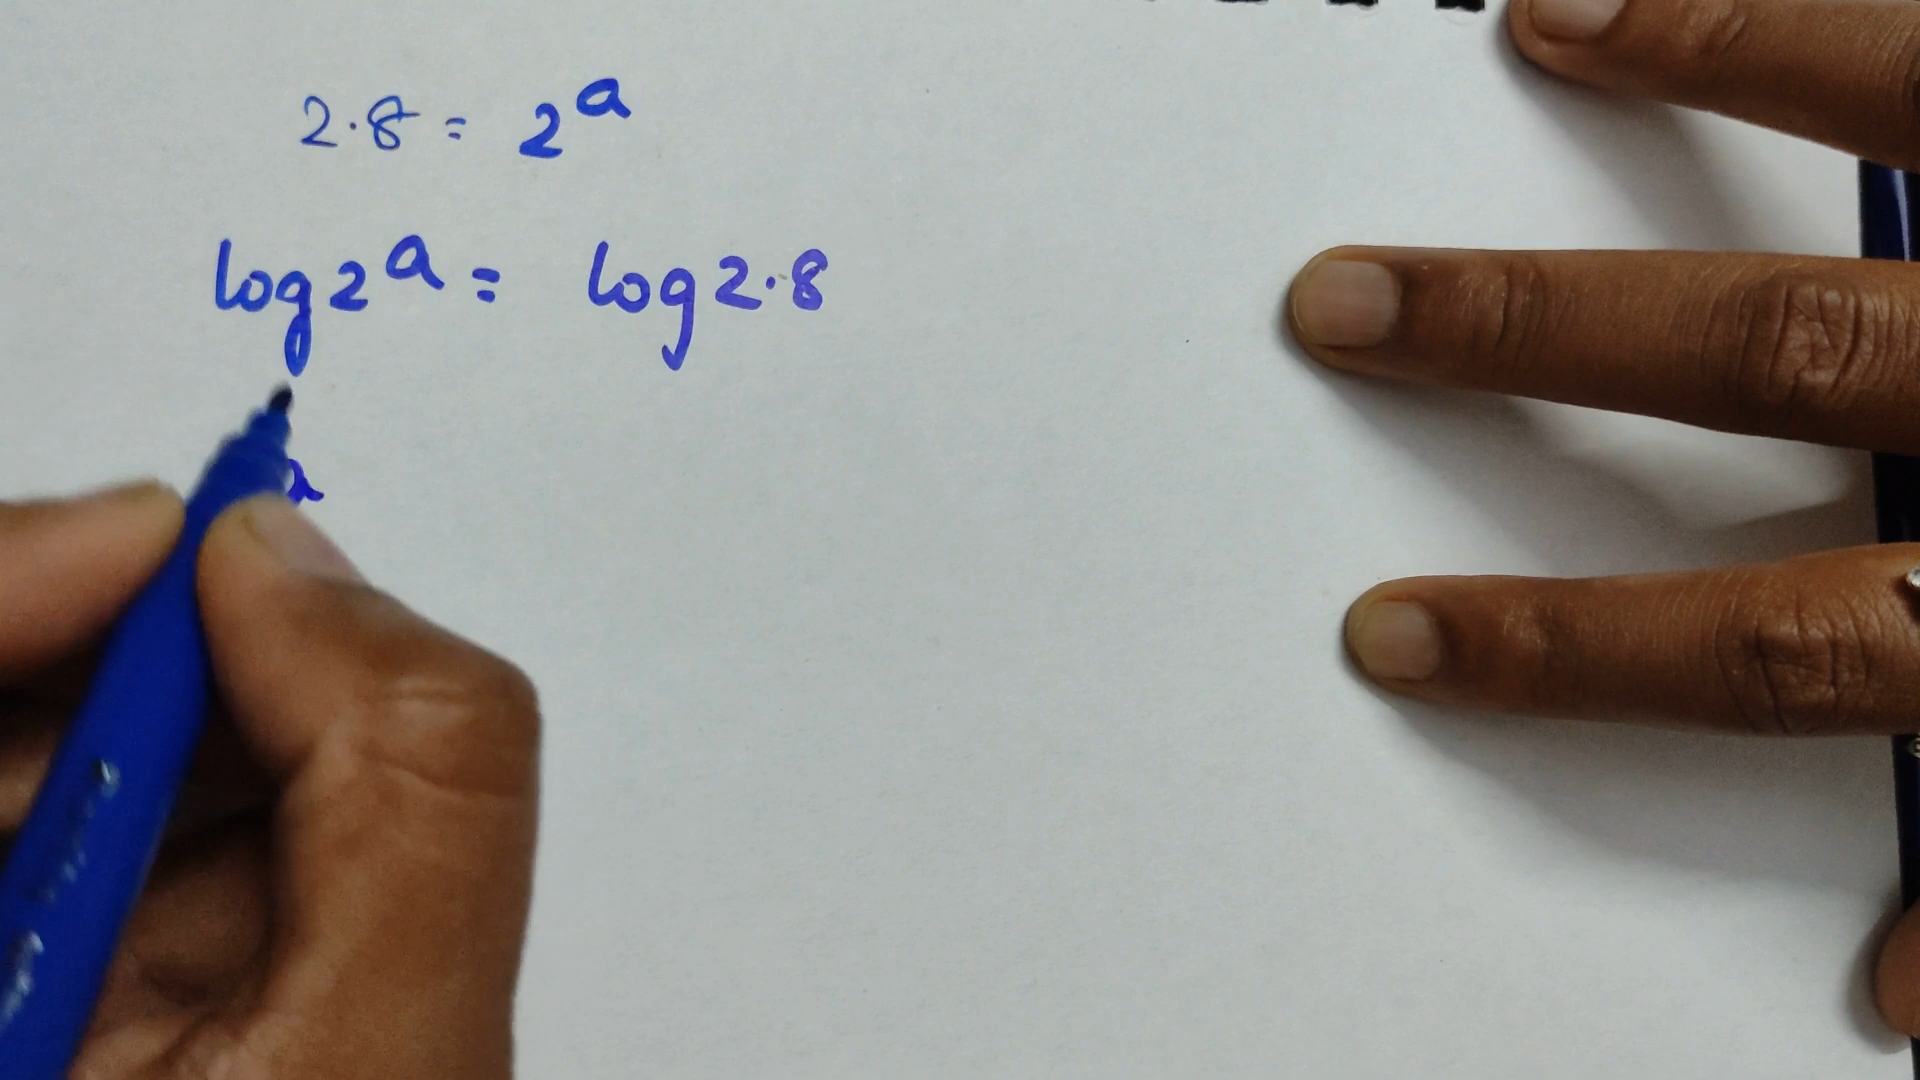 2.8 = 2^a
log 2^a = log 2.8
a